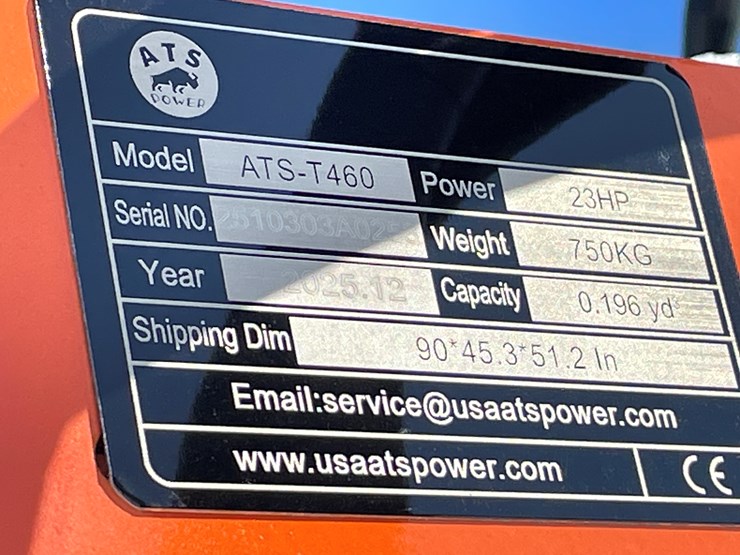 ATS
POWER
Model ATS-T460 Power 23HP
Serial NO. Weight 750KG
Year 2025.12 Capacity 0.196 yd³
Shipping Dim 90*45.3*51.2 In
Email:service@usaatspower.com
www.usaatspower.com CE